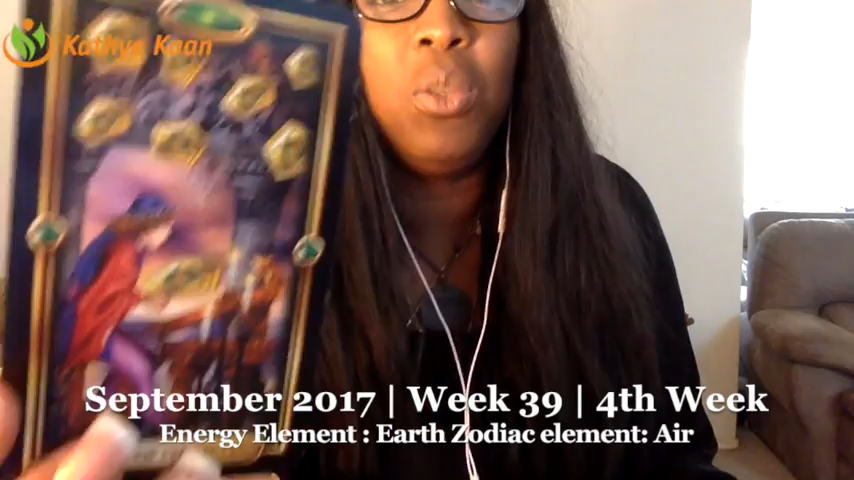 Kathya Kaan
September 2017 | Week 39 | 4th Week
Energy Element : Earth Zodiac element: Air